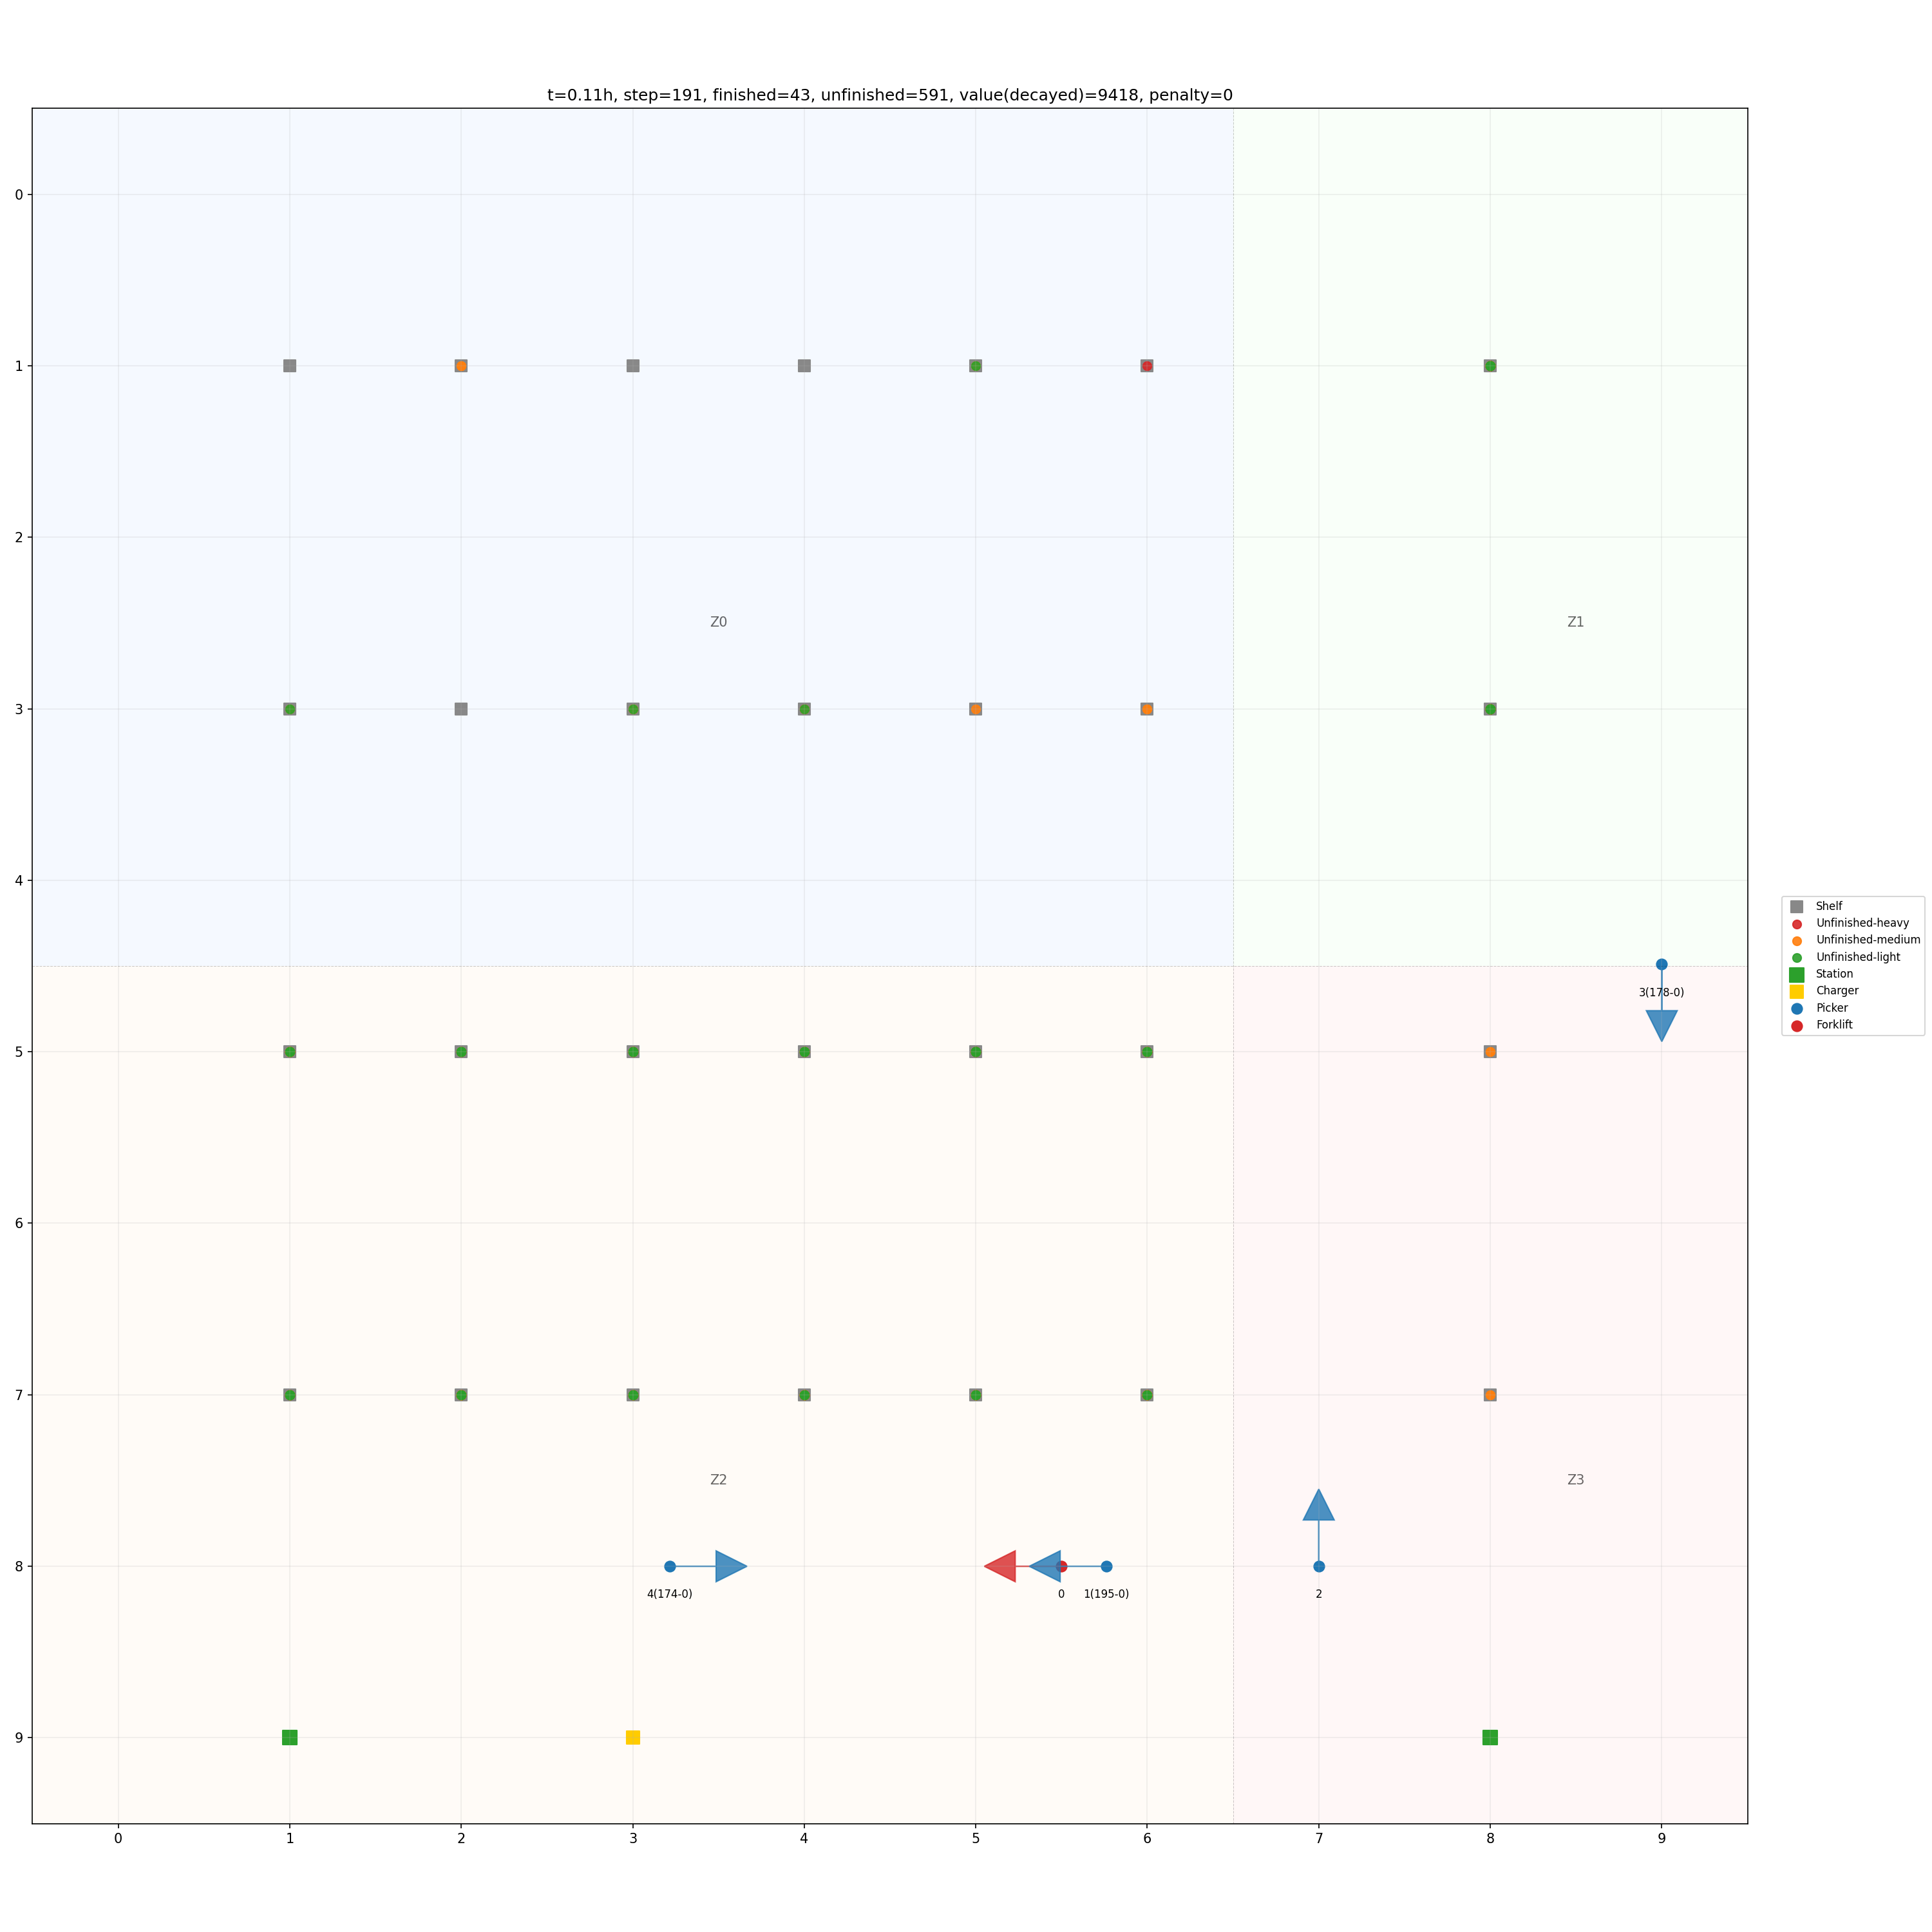 t=0.11h, step=191, finished=43, unfinished=591, value(decayed)=9418, penalty=0
0
1
2
Z0
Z1
3
4
Shelf
Unfinished-heavy
Unfinished-medium
Unfinished-light
Station
Charger
Picker
Forklift
3(178-0)
5
6
7
Z2
Z3
8
4(174-0)
0
1(195-0)
2
9
0
1
2
3
4
5
6
7
8
9